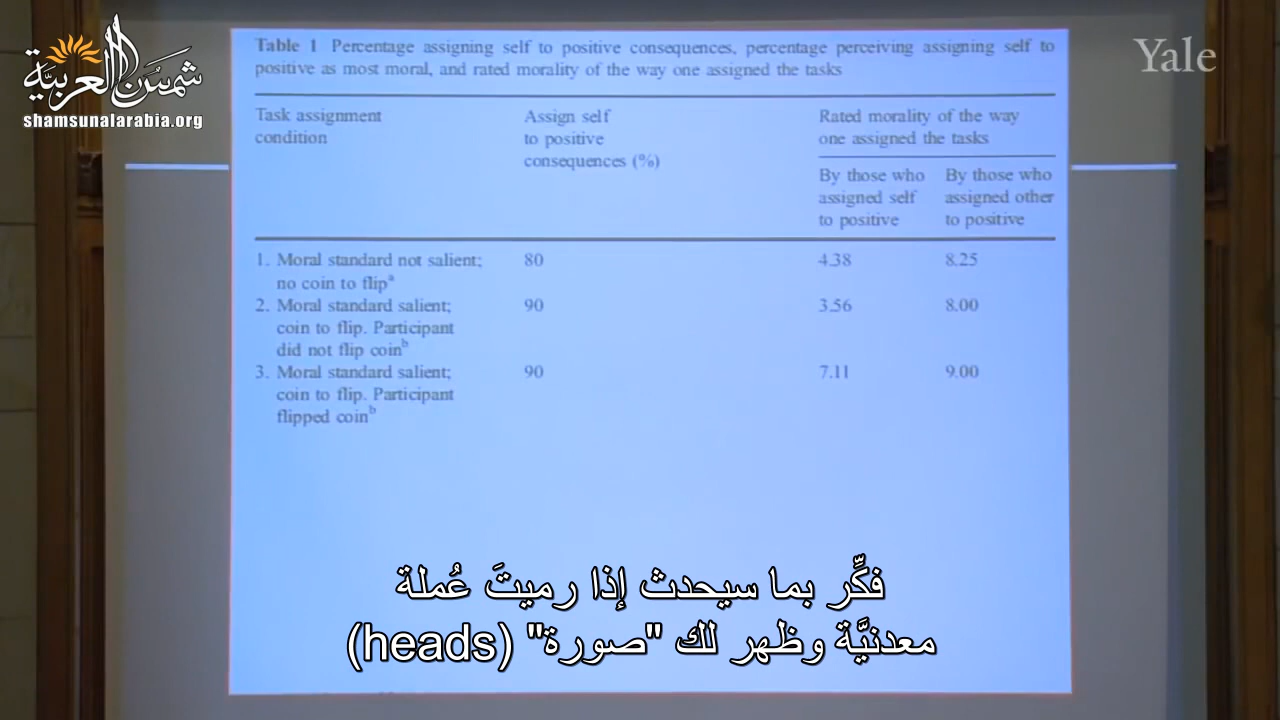 شمس العربية
shamsunalarabia.org
Yale
Table 1 Percentage assigning self to positive consequences, percentage perceiving assigning self to
positive as most moral, and rated morality of the way one assigned the tasks
Task assignment
condition
Assign self
to positive
consequences (%)
Rated morality of the way
one assigned the tasks
By those who
assigned self
to positive
By those who
assigned other
to positive
1. Moral standard not salient;
no coin to flipᵃ
80
4.38
8.25
2. Moral standard salient;
coin to flip. Participant
did not flip coinᵇ
90
3.56
8.00
3. Moral standard salient;
coin to flip. Participant
flipped coinᵇ
90
7.11
9.00
فكِّر بما سيحدث إذا رميتَ عُملة
معدنيَّة وظهر لك "صورة" (heads)